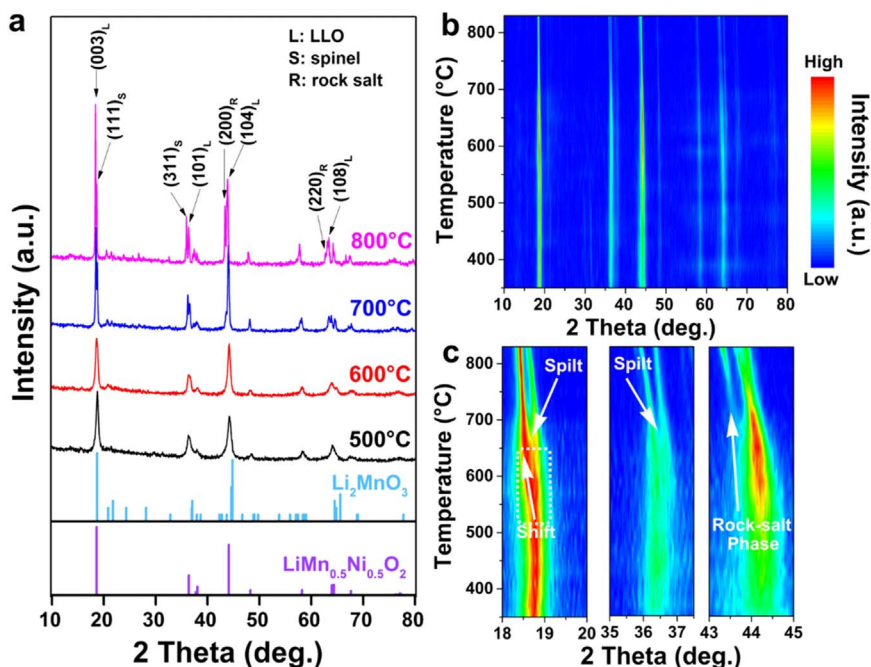 a
L: LLO
S: spinel
R: rock salt
(003)L
(111)S
(311)S
(101)L
(200)R
(104)L
(220)R
(108)L
800°C
700°C
600°C
500°C
Li2MnO3
LiMn0.5Ni0.5O2
Intensity (a.u.)
10 20 30 40 50 60 70 80
2 Theta (deg.)
b
800
700
600
500
400
Temperature (°C)
10 20 30 40 50 60 70 80
2 Theta (deg.)
High
Low
Intensity (a.u.)
c
800
700
600
500
400
Temperature (°C)
Spilt
Shift
Spilt
Rock-salt
Phase
18 19 20
35 36 37
43 44 45
2 Theta (deg.)